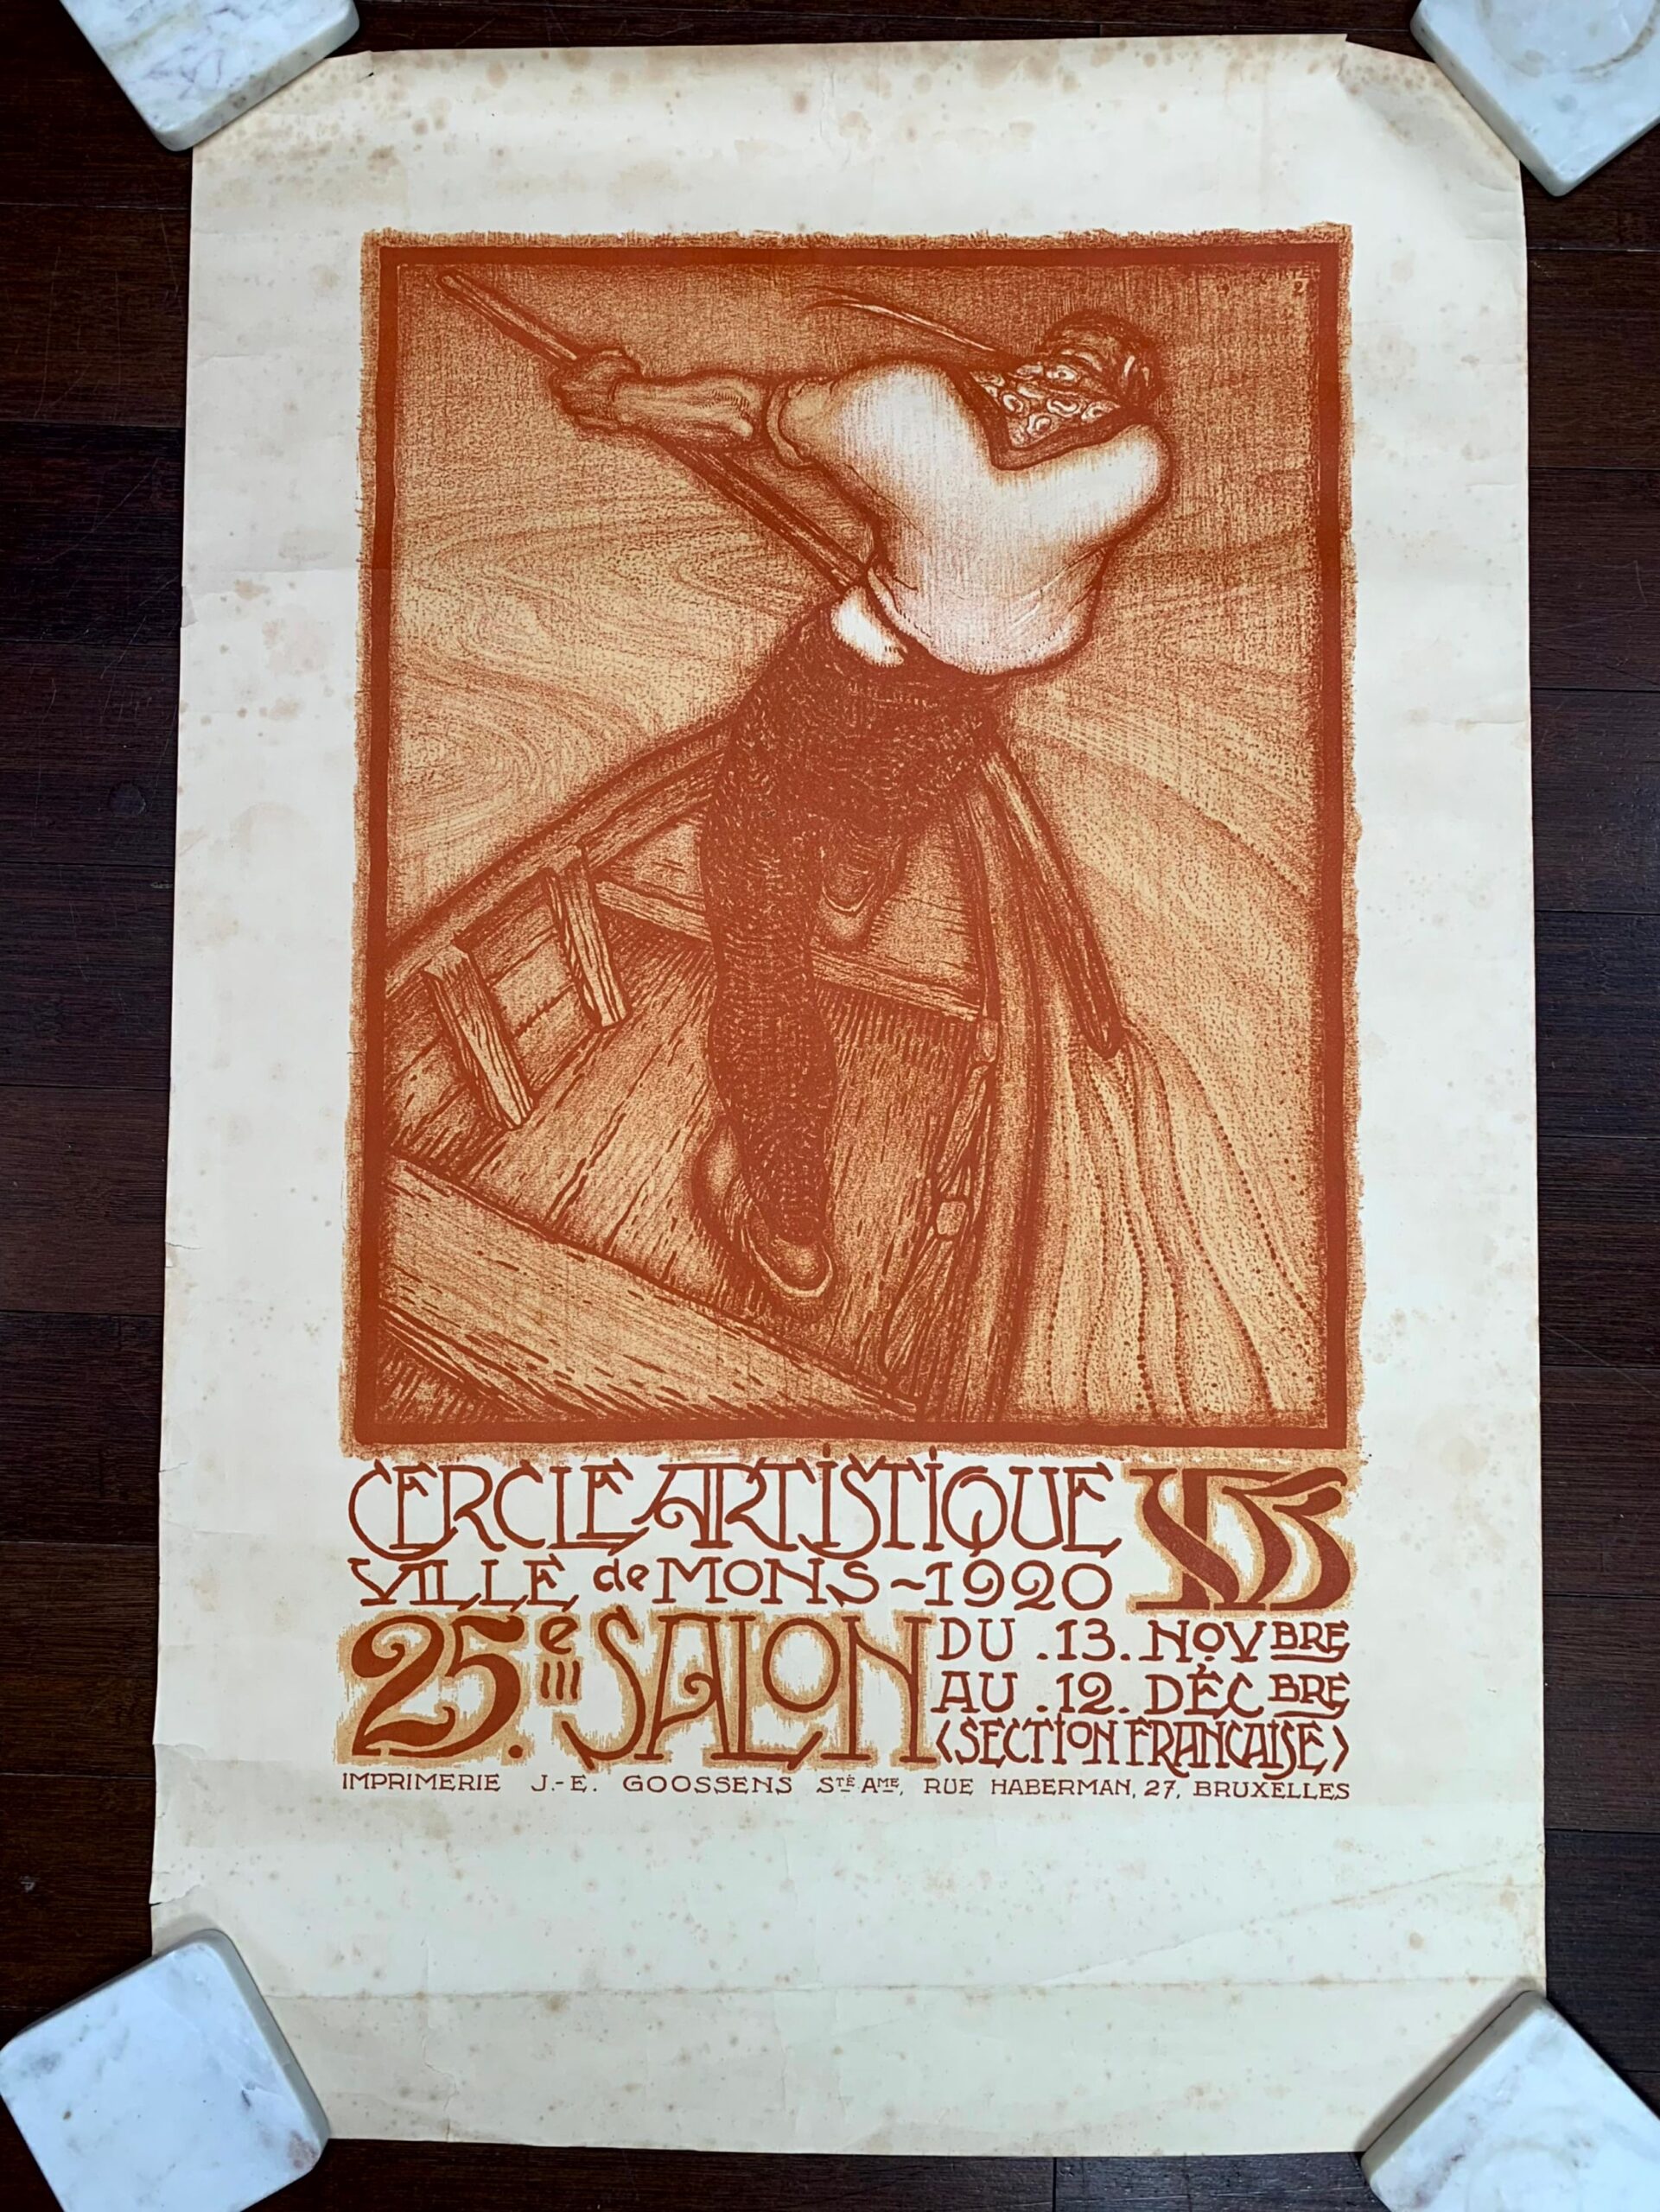 CERCLE ARTISTIQUE
VILLE de MONS ~ 1920
25e SALON
DU .13. NOVBRE
AU .12. DÉCBRE
(SECTION FRANÇAISE)
IMPRIMERIE J.-E. GOOSSENS STÉ AME, RUE HABERMAN, 27, BRUXELLES